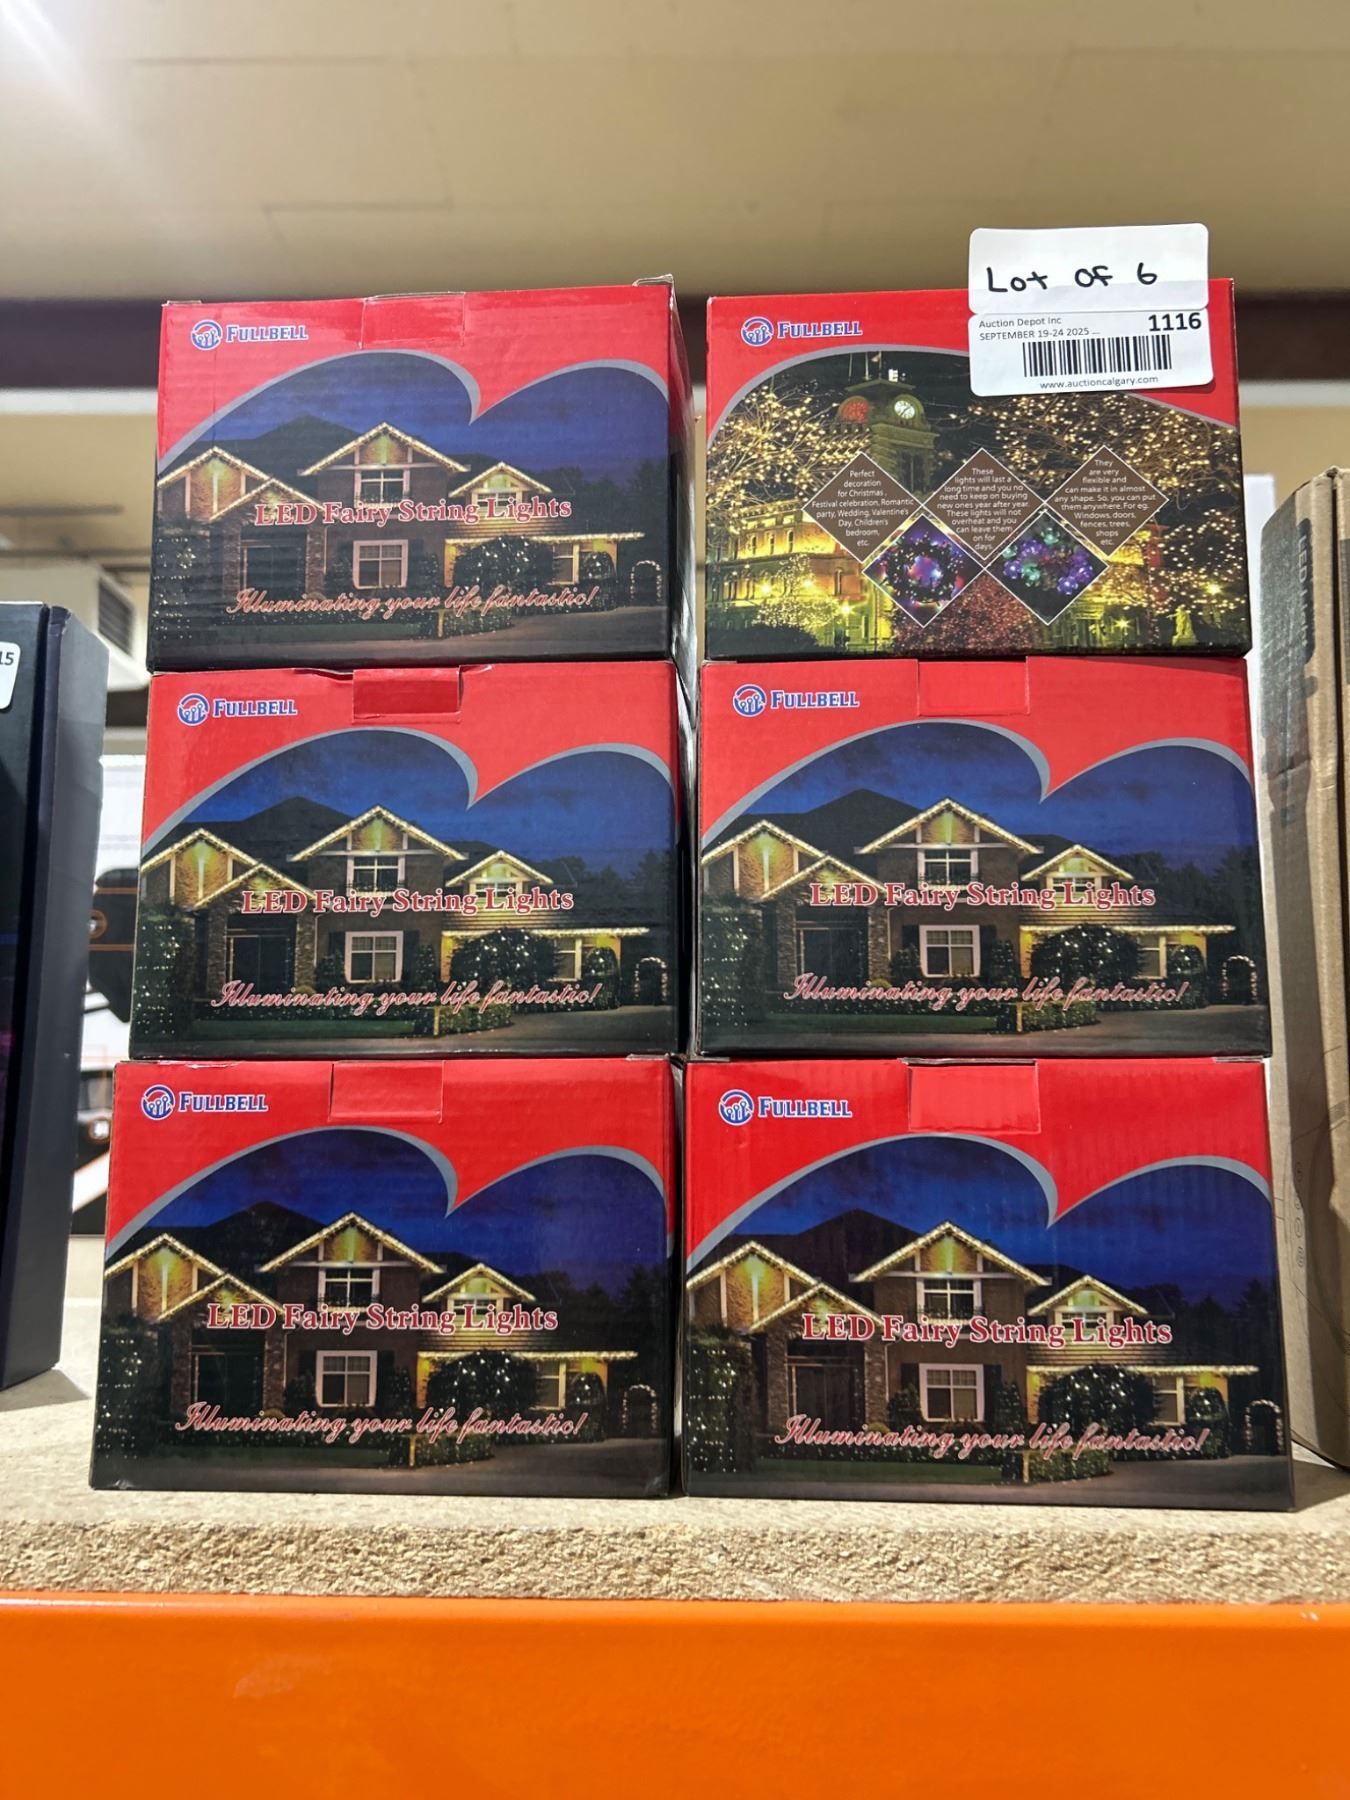 Lot of 6
Auction Depot Inc
SEPTEMBER 19-24 2025 ...
1116
www.auctioncalgary.com
FULLBELL
LED Fairy String Lights
Illuminating your life fantastic!
FULLBELL
Perfect
decoration
for Christmas,
Festival celebration, Romantic
party, Wedding, Valentine's
Day, Children's
bedroom,
etc.
These
lights will last a
long time and you no
need to keep on buying
new ones year after year.
These lights will not
overheat and you
can leave them
on for
days.
They
are very
flexible and
can make it in almost
any shape. So, you can put
them anywhere. For eg.
Windows, doors,
fences, trees,
shops
etc.
FULLBELL
LED Fairy String Lights
Illuminating your life fantastic!
FULLBELL
LED Fairy String Lights
Illuminating your life fantastic!
FULLBELL
LED Fairy String Lights
Illuminating your life fantastic!
FULLBELL
LED Fairy String Lights
Illuminating your life fantastic!
15